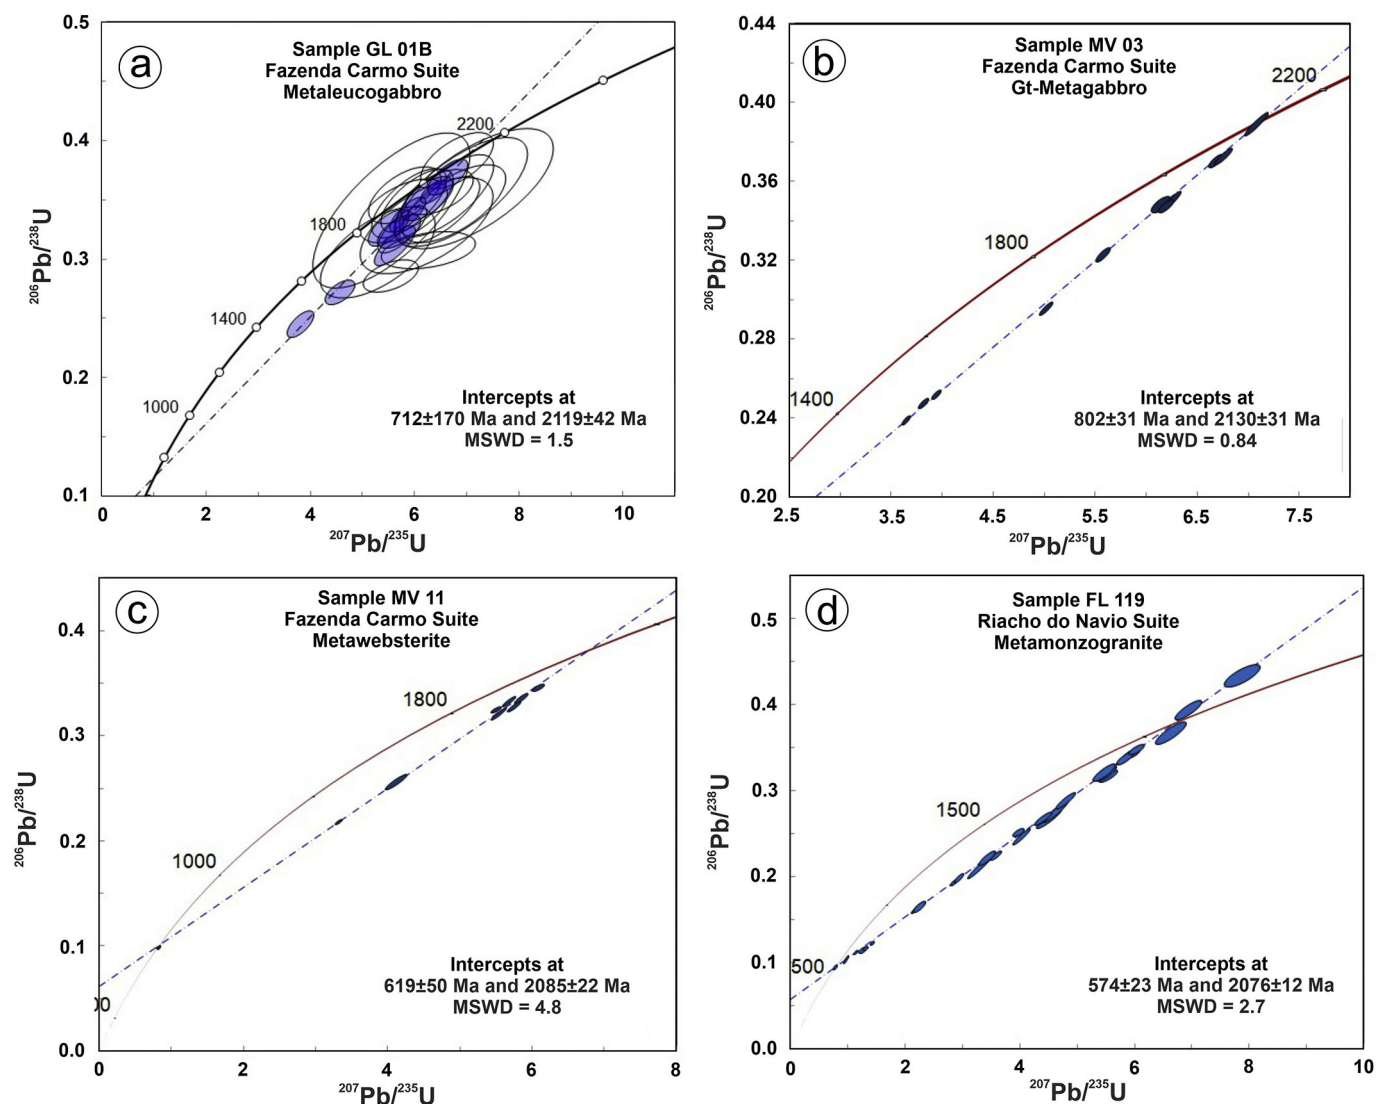 a
Sample GL 01B
Fazenda Carmo Suite
Metaleucogabbro
0.5
0.4
0.3
0.2
0.1
2200
1800
1400
1000
Intercepts at
712±170 Ma and 2119±42 Ma
MSWD = 1.5
0 2 4 6 8 10
206Pb/238U
207Pb/235U
b
Sample MV 03
Fazenda Carmo Suite
Gt-Metagabbro
0.44
0.40
0.36
0.32
0.28
0.24
0.20
2200
1800
1400
Intercepts at
802±31 Ma and 2130±31 Ma
MSWD = 0.84
2.5 3.5 4.5 5.5 6.5 7.5
206Pb/238U
207Pb/235U
c
Sample MV 11
Fazenda Carmo Suite
Metawebsterite
0.4
0.3
0.2
0.1
0.0
1800
1000
Intercepts at
619±50 Ma and 2085±22 Ma
MSWD = 4.8
0 2 4 6 8
206Pb/238U
207Pb/235U
d
Sample FL 119
Riacho do Navio Suite
Metamonzogranite
0.5
0.4
0.3
0.2
0.1
0.0
1500
500
Intercepts at
574±23 Ma and 2076±12 Ma
MSWD = 2.7
0 2 4 6 8 10
206Pb/238U
207Pb/235U